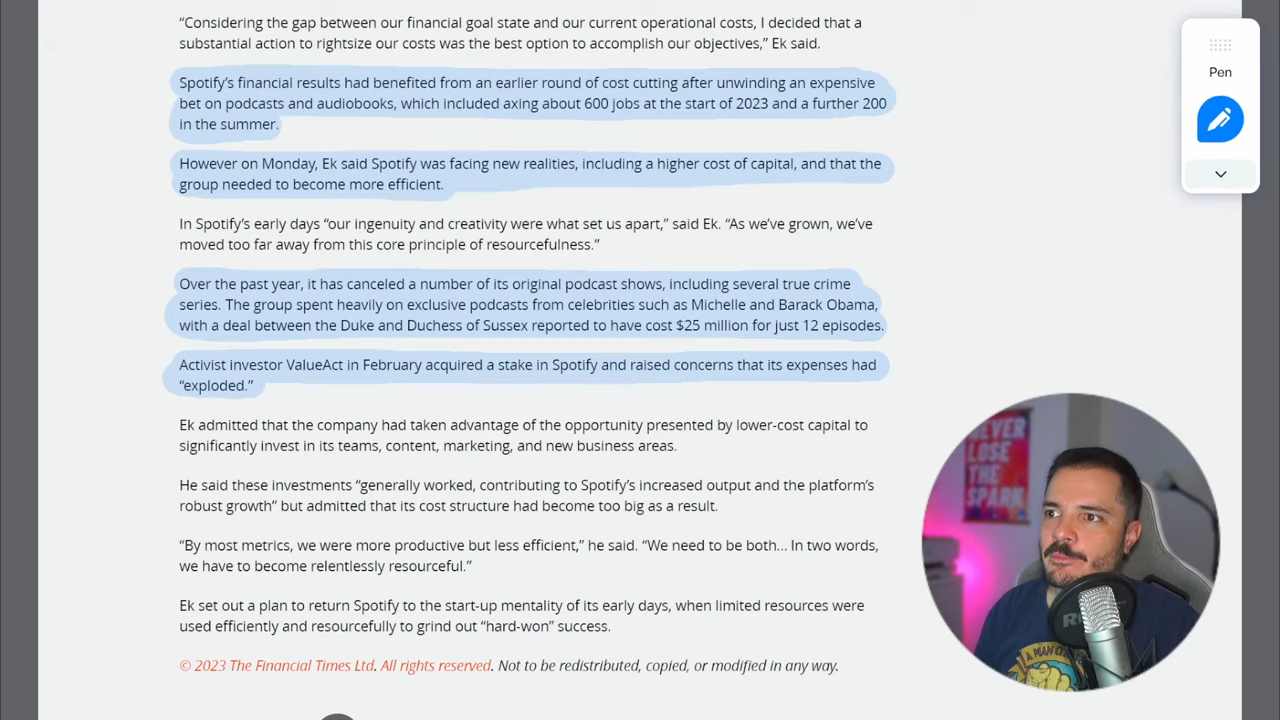 “Considering the gap between our financial goal state and our current operational costs, I decided that a
substantial action to rightsize our costs was the best option to accomplish our objectives,” Ek said.
Spotify’s financial results had benefited from an earlier round of cost cutting after unwinding an expensive
bet on podcasts and audiobooks, which included axing about 600 jobs at the start of 2023 and a further 200
in the summer.
However on Monday, Ek said Spotify was facing new realities, including a higher cost of capital, and that the
group needed to become more efficient.
In Spotify’s early days “our ingenuity and creativity were what set us apart,” said Ek. “As we’ve grown, we’ve
moved too far away from this core principle of resourcefulness.”
Over the past year, it has canceled a number of its original podcast shows, including several true crime
series. The group spent heavily on exclusive podcasts from celebrities such as Michelle and Barack Obama,
with a deal between the Duke and Duchess of Sussex reported to have cost $25 million for just 12 episodes.
Activist investor ValueAct in February acquired a stake in Spotify and raised concerns that its expenses had
“exploded.”
Ek admitted that the company had taken advantage of the opportunity presented by lower-cost capital to
significantly invest in its teams, content, marketing, and new business areas.
He said these investments “generally worked, contributing to Spotify’s increased output and the platform’s
robust growth” but admitted that its cost structure had become too big as a result.
“By most metrics, we were more productive but less efficient,” he said. “We need to be both... In two words,
we have to become relentlessly resourceful.”
Ek set out a plan to return Spotify to the start-up mentality of its early days, when limited resources were
used efficiently and resourcefully to grind out “hard-won” success.
© 2023 The Financial Times Ltd. All rights reserved. Not to be redistributed, copied, or modified in any way.
Pen
LOSE
THE
SPARK
A MAN